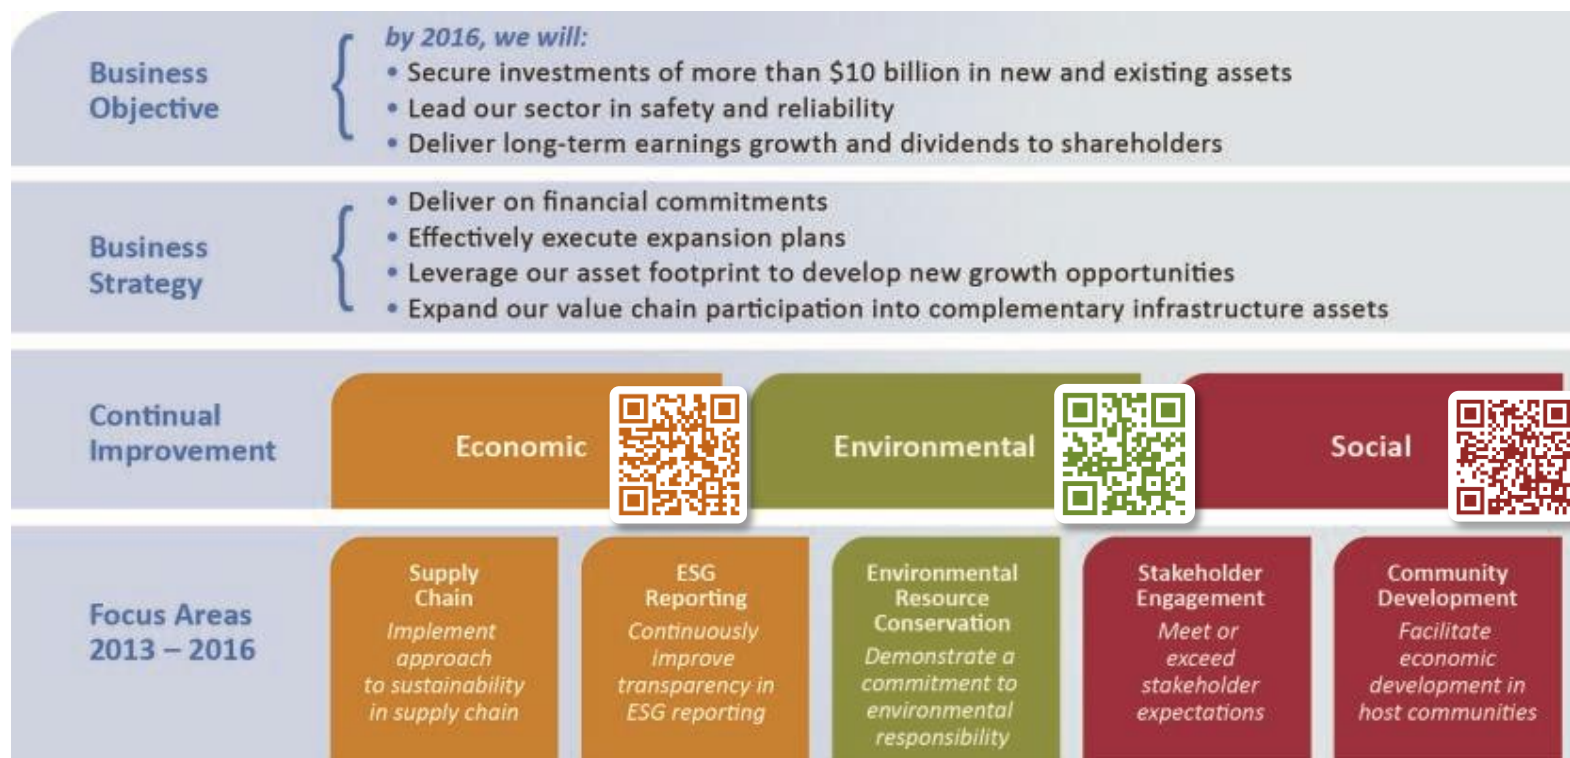 Business
Objective
by 2016, we will:
• Secure investments of more than $10 billion in new and existing assets
• Lead our sector in safety and reliability
• Deliver long-term earnings growth and dividends to shareholders
Business
Strategy
• Deliver on financial commitments
• Effectively execute expansion plans
• Leverage our asset footprint to develop new growth opportunities
• Expand our value chain participation into complementary infrastructure assets
Continual
Improvement
Economic
Environmental
Social
Focus Areas
2013 – 2016
Supply
Chain
Implement
approach
to sustainability
in supply chain
ESG
Reporting
Continuously
improve
transparency in
ESG reporting
Environmental
Resource
Conservation
Demonstrate a
commitment to
environmental
responsibility
Stakeholder
Engagement
Meet or
exceed
stakeholder
expectations
Community
Development
Facilitate
economic
development in
host communities